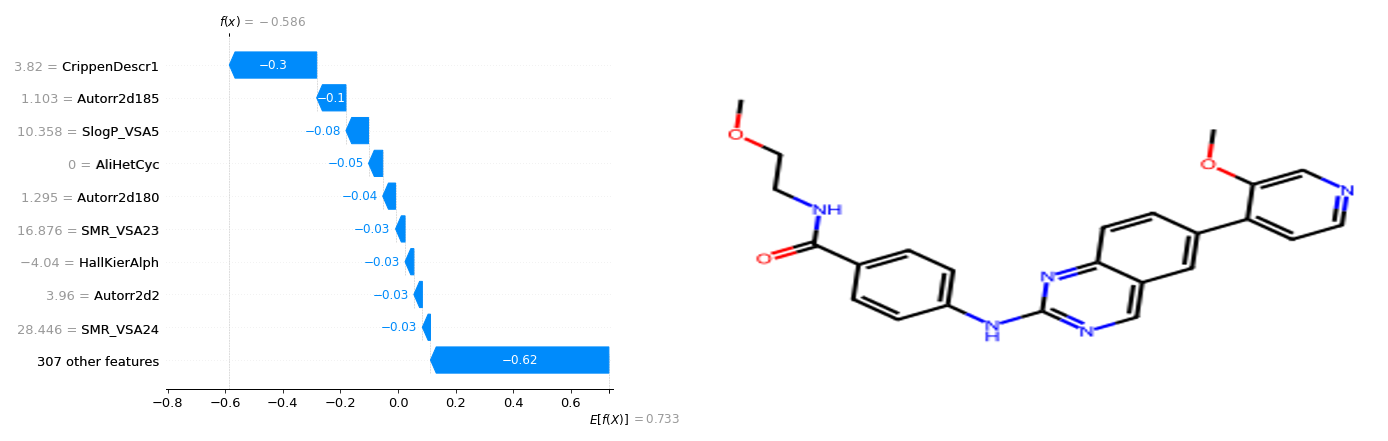 f(x) = −0.586
3.82 = CrippenDescr1
−0.3
1.103 = Autorr2d185
−0.1
10.358 = SlogP_VSA5
−0.08
0 = AliHetCyc
−0.05
1.295 = Autorr2d180
−0.04
16.876 = SMR_VSA23
−0.03
−4.04 = HallKierAlph
−0.03
3.96 = Autorr2d2
−0.03
28.446 = SMR_VSA24
−0.03
307 other features
−0.62
−0.8 −0.6 −0.4 −0.2 0.0 0.2 0.4 0.6
E[f(X)] = 0.733
O
O
N
NH
O
N
N
H
N